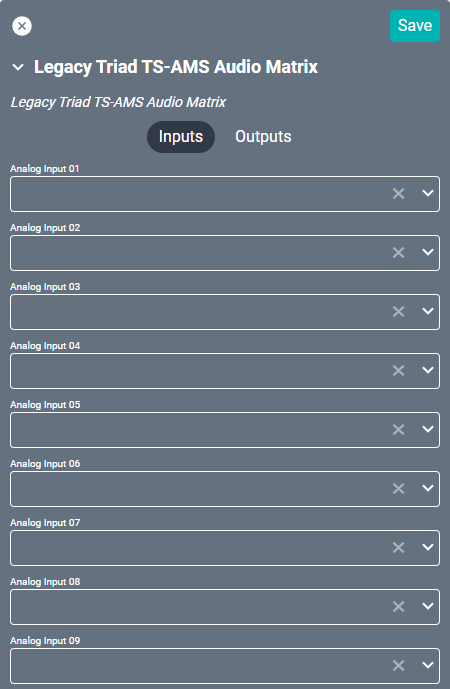 Save
Legacy Triad TS-AMS Audio Matrix
Legacy Triad TS-AMS Audio Matrix
Inputs Outputs
Analog Input 01
Analog Input 02
Analog Input 03
Analog Input 04
Analog Input 05
Analog Input 06
Analog Input 07
Analog Input 08
Analog Input 09